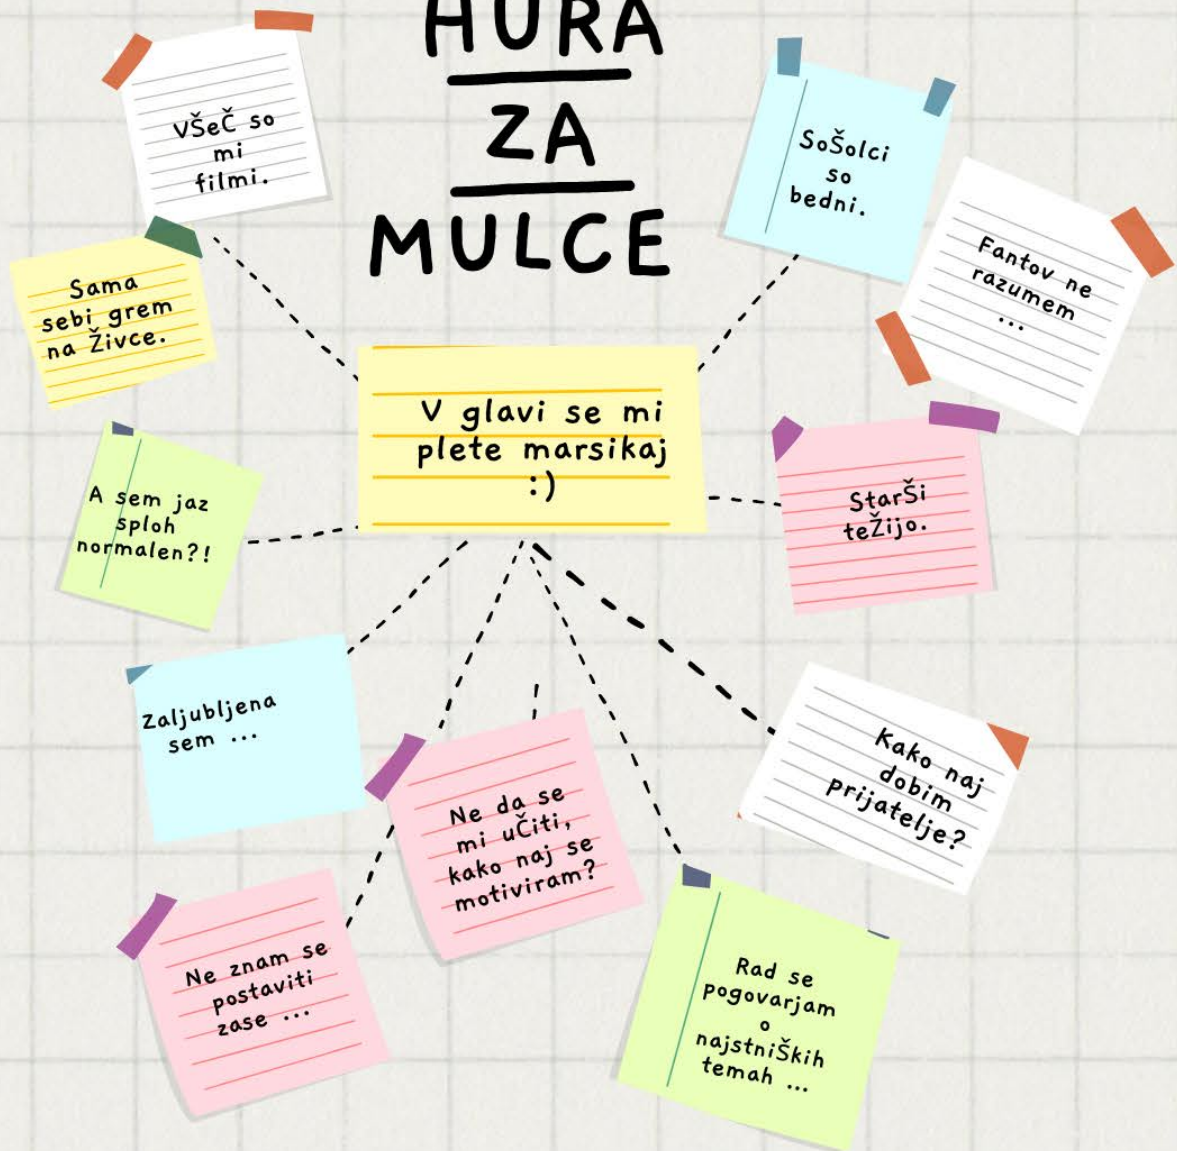 HURA
ZA
MULCE
VŠeČ so
mi
filmi.
SoŠolci
so
bedni.
Fantov ne
razumem
...
Sama
sebi grem
na Živce.
V glavi se mi
plete marsikaj
:)
A sem jaz
sploh
normalen?!
StarŠi
teŽijo.
Zaljubljena
sem ...
Ne da se
mi uČiti,
kako naj se
motiviram?
Kako naj
dobim
prijatelje?
Ne znam se
postaviti
zase ...
Rad se
pogovarjam
o
najstniŠkih
temah ...